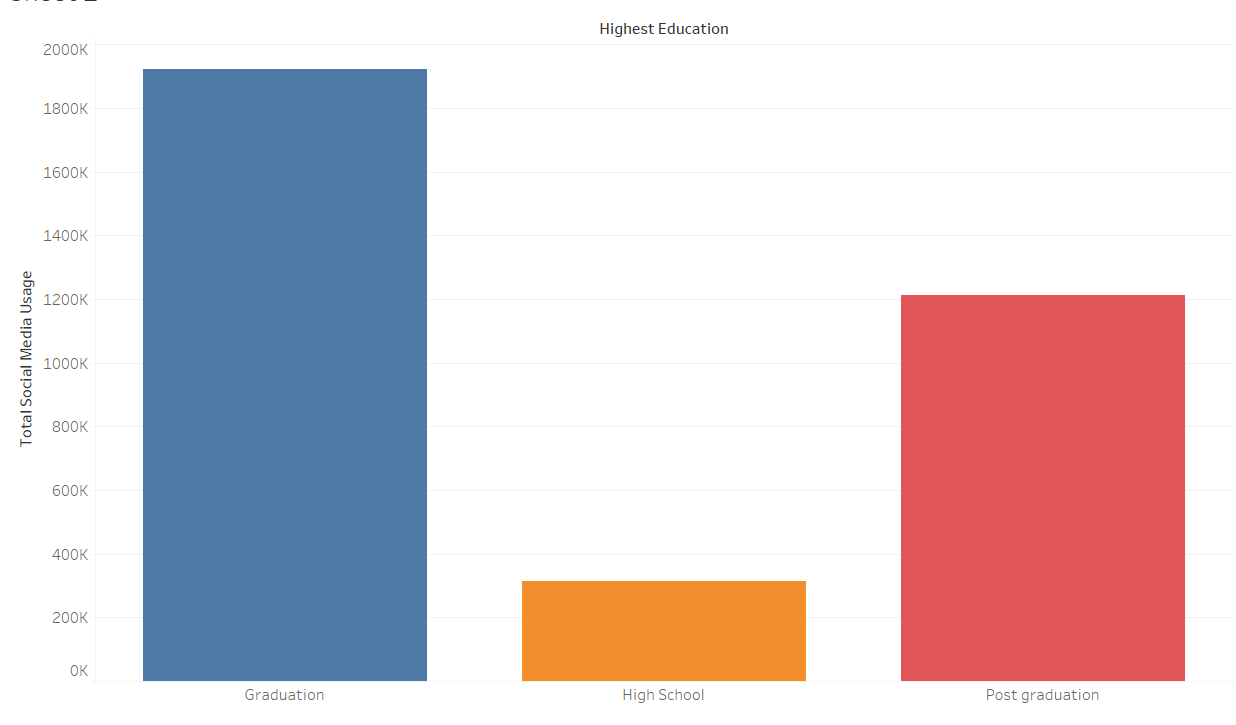 Highest Education
2000K
1800K
1600K
1400K
1200K
1000K
800K
600K
400K
200K
0K
Total Social Media Usage
Graduation
High School
Post graduation